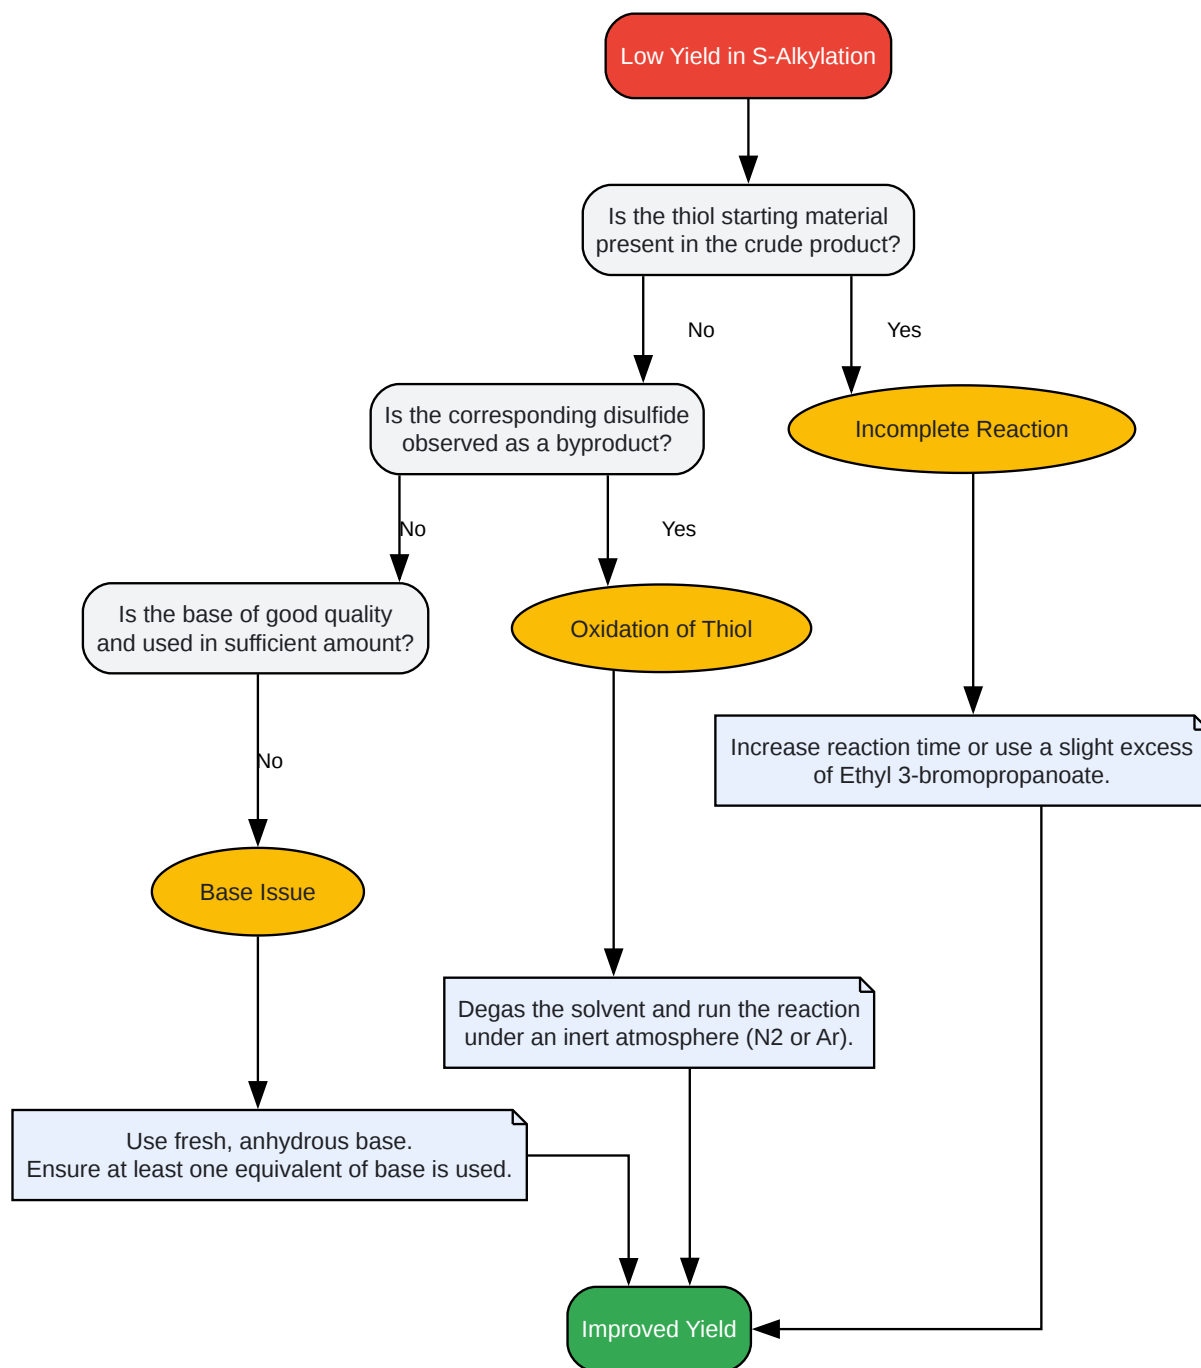 Low Yield in S-Alkylation
Is the thiol starting material
present in the crude product?
No
Yes
Is the corresponding disulfide
observed as a byproduct?
Incomplete Reaction
No
Yes
Is the base of good quality
and used in sufficient amount?
Oxidation of Thiol
Increase reaction time or use a slight excess
of Ethyl 3-bromopropanoate.
No
Base Issue
Degas the solvent and run the reaction
under an inert atmosphere (N2 or Ar).
Use fresh, anhydrous base.
Ensure at least one equivalent of base is used.
Improved Yield